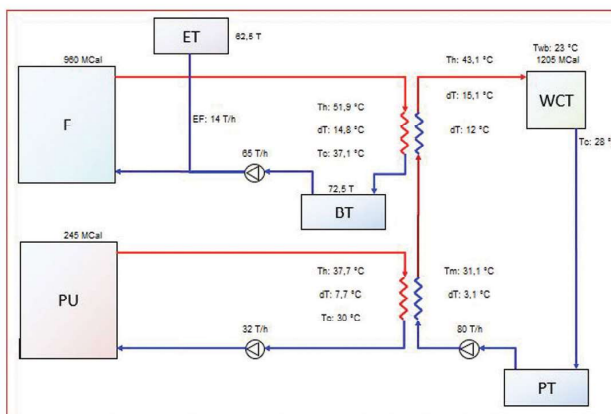 ET
62,5 T
960 MCal
F
EF: 14 T/h
65 T/h
Th: 51,9 °C
dT: 14,8 °C
Tc: 37,1 °C
72,5 T
BT
Th: 43,1 °C
dT: 15,1 °C
dT: 12 °C
Twb: 23 °C
1205 MCal
WCT
Tc: 28 °
245 MCal
PU
32 T/h
Th: 37,7 °C
dT: 7,7 °C
Tc: 30 °C
Tm: 31,1 °C
dT: 3,1 °C
80 T/h
PT